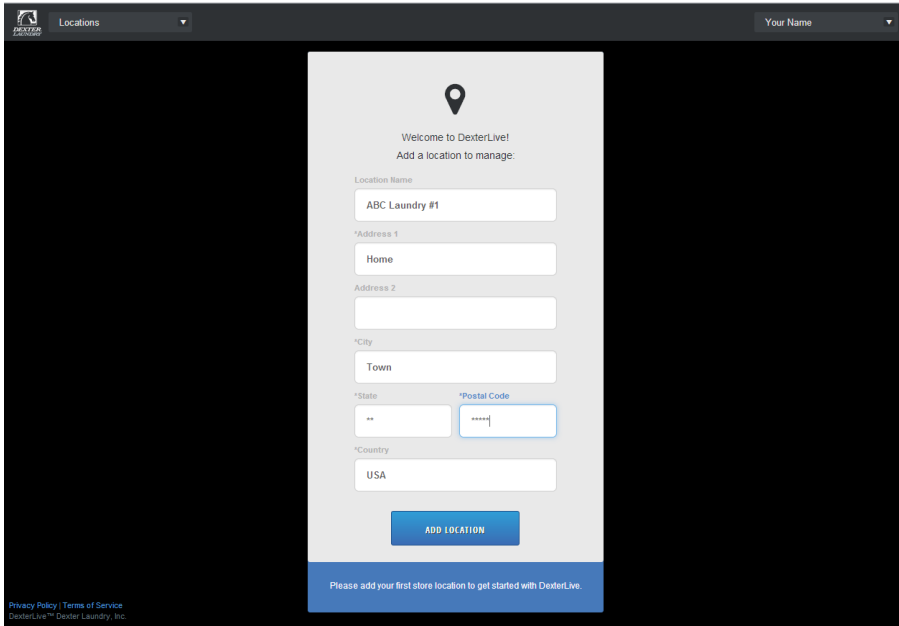 DEXTER
LAUNDRY
Locations
Your Name
Welcome to DexterLive!
Add a location to manage:
Location Name
ABC Laundry #1
*Address 1
Home
Address 2
*City
Town
*State *Postal Code
** *****
*Country
USA
ADD LOCATION
Please add your first store location to get started with DexterLive.
Privacy Policy | Terms of Service
DexterLive™ Dexter Laundry, Inc.